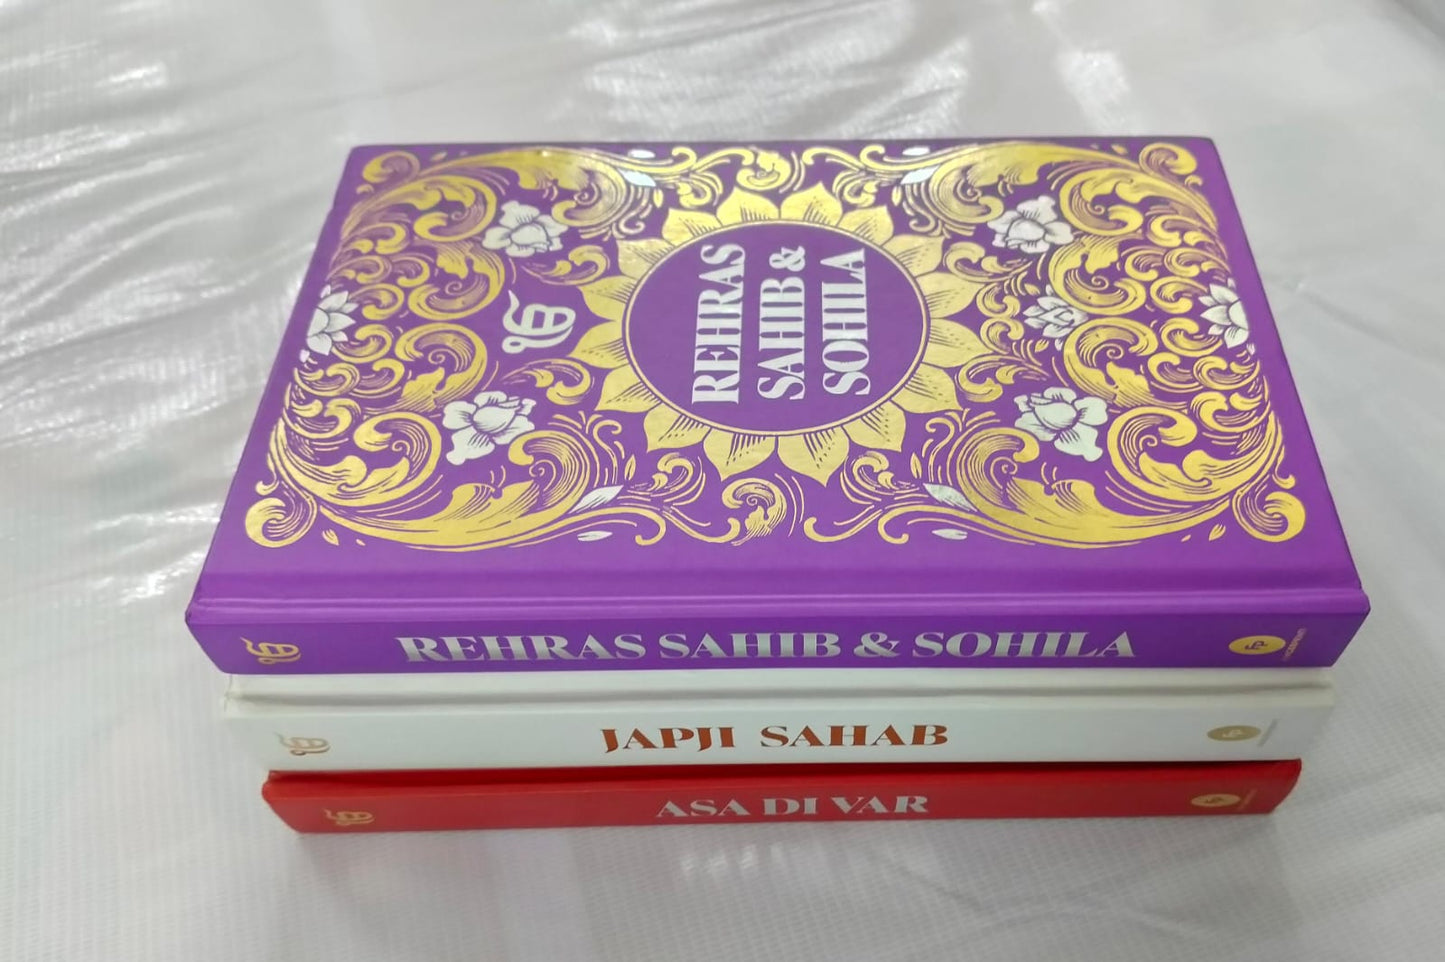 ੴ
REHRAS
SAHIB &
SOHILA
ੴ REHRAS SAHIB & SOHILA
ੴ JAPJI SAHAB
ੴ ASA DI VAR